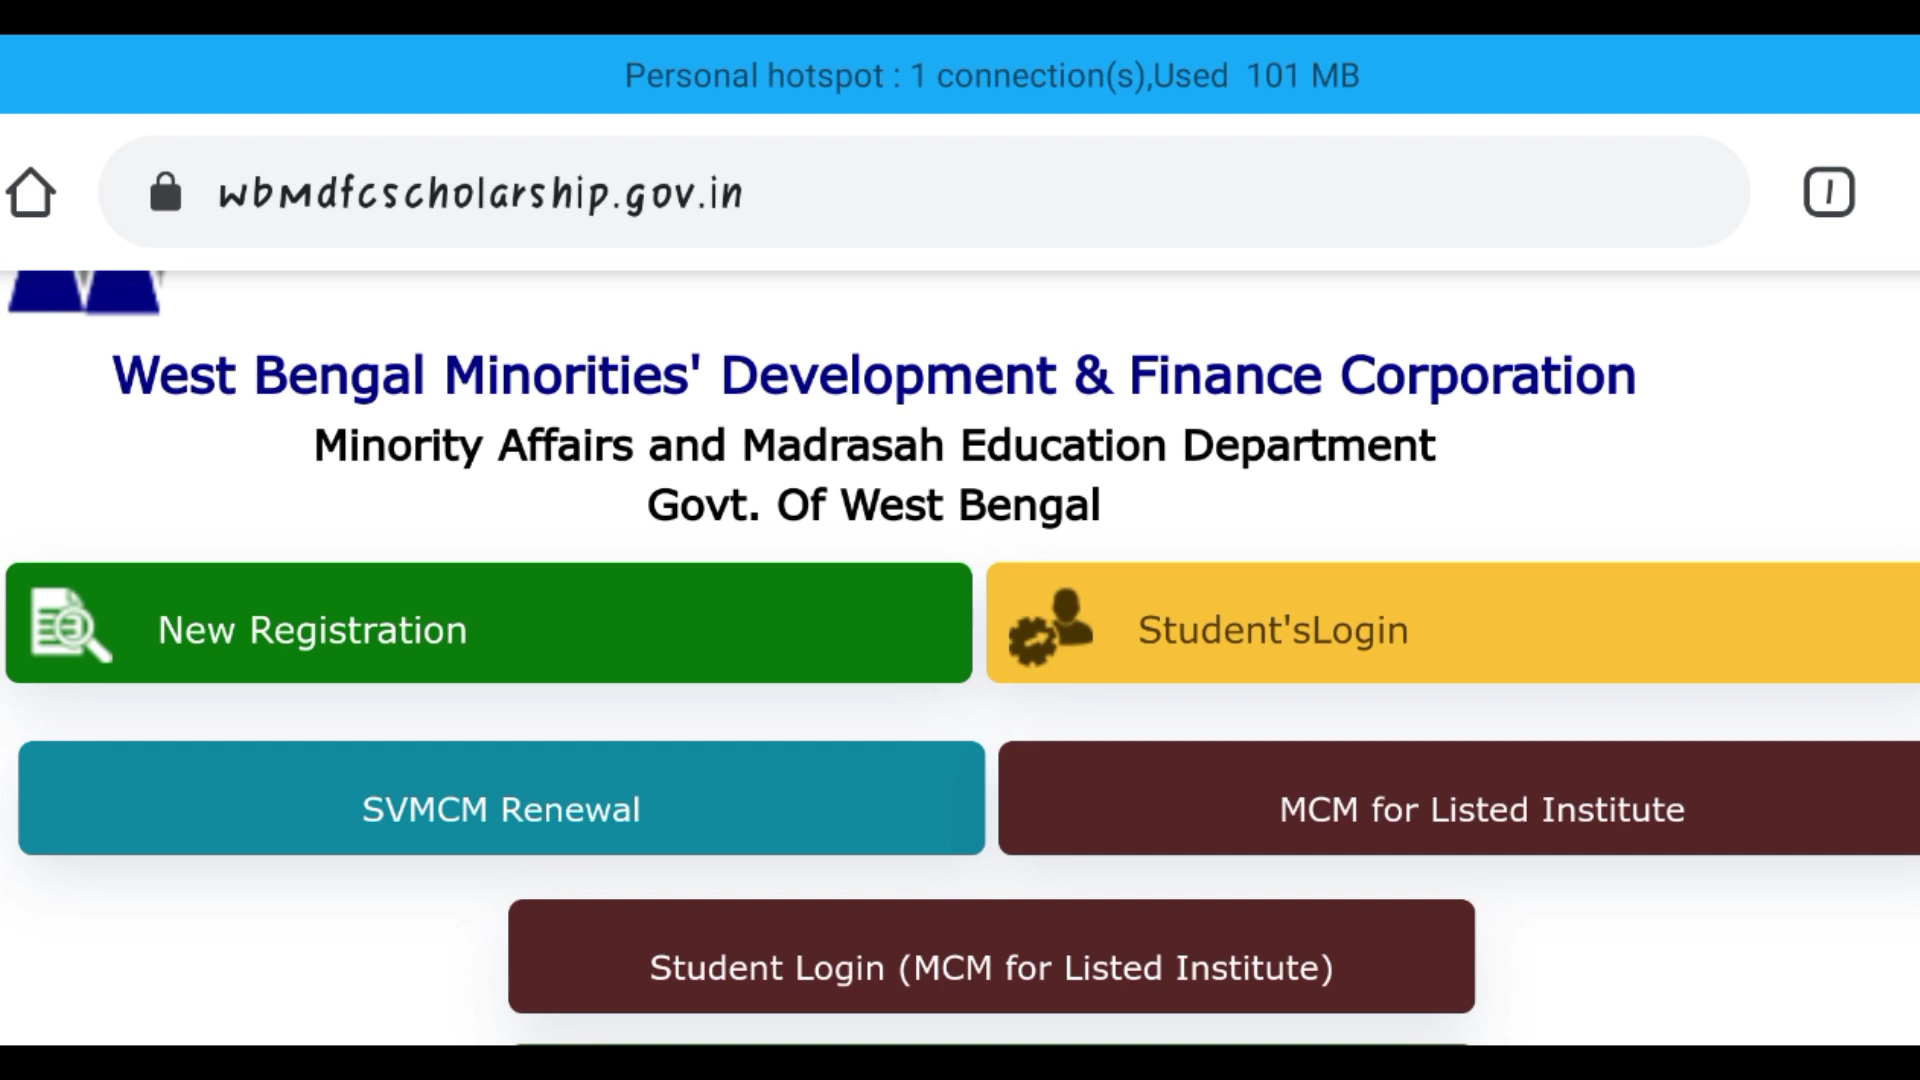 Personal hotspot : 1 connection(s),Used 101 MB
wbmdfcscholarship.gov.in
1
West Bengal Minorities' Development & Finance Corporation
Minority Affairs and Madrasah Education Department
Govt. Of West Bengal
New Registration
Student'sLogin
SVMCM Renewal
MCM for Listed Institute
Student Login (MCM for Listed Institute)